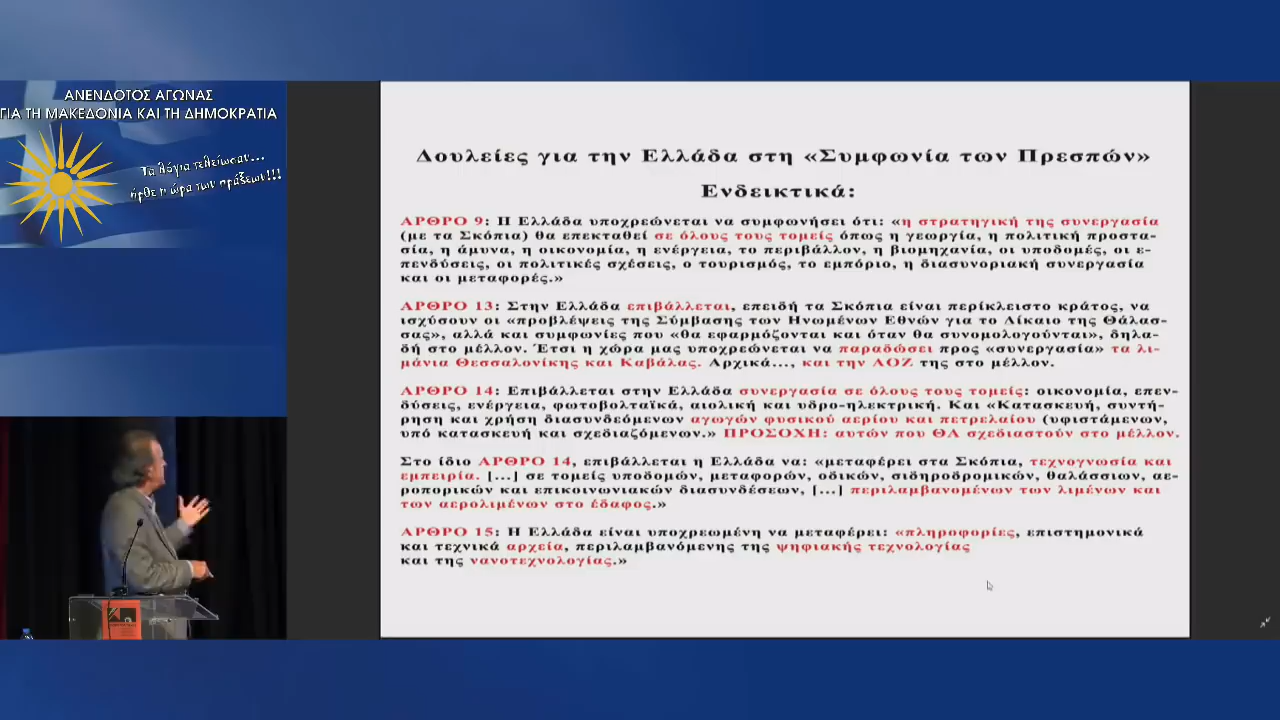 ΑΝΕΝΔΟΤΟΣ ΑΓΩΝΑΣ
ΓΙΑ ΤΗ ΜΑΚΕΔΟΝΙΑ ΚΑΙ ΤΗ ΔΗΜΟΚΡΑΤΙΑ
Τα λόγια τελείωσαν...
ήρθε η ώρα των πράξεων!!!
Δουλείες για την Ελλάδα στη «Συμφωνία των Πρεσπών»
Ενδεικτικά:
ΑΡΘΡΟ 9: Η Ελλάδα υποχρεώνεται να συμφωνήσει ότι: «η στρατηγική της συνεργασία
(με τα Σκόπια) θα επεκταθεί σε όλους τους τομείς όπως η γεωργία, η πολιτική προστα-
σία, η άμυνα, η οικονομία, η ενέργεια, το περιβάλλον, η βιομηχανία, οι υποδομές, οι ε-
πενδύσεις, οι πολιτικές σχέσεις, ο τουρισμός, το εμπόριο, η διασυνοριακή συνεργασία
και οι μεταφορές.»
ΑΡΘΡΟ 13: Στην Ελλάδα επιβάλλεται, επειδή τα Σκόπια είναι περίκλειστο κράτος, να
ισχύσουν οι «προβλέψεις της Σύμβασης των Ηνωμένων Εθνών για το Δίκαιο της Θάλασ-
σας», αλλά και συμφωνίες που «θα εφαρμόζονται και όταν θα συνομολογούνται», δηλα-
δή στο μέλλον. Έτσι η χώρα μας υποχρεώνεται να παραδώσει προς «συνεργασία» τα λι-
μάνια Θεσσαλονίκης και Καβάλας. Αρχικά..., και την ΑΟΖ της στο μέλλον.
ΑΡΘΡΟ 14: Επιβάλλεται στην Ελλάδα συνεργασία σε όλους τους τομείς: οικονομία, επεν-
δύσεις, ενέργεια, φωτοβολταϊκά, αιολική και υδρο-ηλεκτρική. Και «Κατασκευή, συντή-
ρηση και χρήση διασυνδεόμενων αγωγών φυσικού αερίου και πετρελαίου (υφιστάμενων,
υπό κατασκευή και σχεδιαζόμενων.» ΠΡΟΣΟΧΗ: αυτών που ΘΑ σχεδιαστούν στο μέλλον.
Στο ίδιο ΑΡΘΡΟ 14, επιβάλλεται η Ελλάδα να: «μεταφέρει στα Σκόπια, τεχνογνωσία και
εμπειρία. [...] σε τομείς υποδομών, μεταφορών, οδικών, σιδηροδρομικών, θαλάσσιων, αε-
ροπορικών και επικοινωνιακών διασυνδέσεων, [...] περιλαμβανομένων των λιμένων και
των αερολιμένων στο έδαφος.»
ΑΡΘΡΟ 15: Η Ελλάδα είναι υποχρεωμένη να μεταφέρει: «πληροφορίες, επιστημονικά
και τεχνικά αρχεία, περιλαμβανόμενης της ψηφιακής τεχνολογίας
και της νανοτεχνολογίας.»